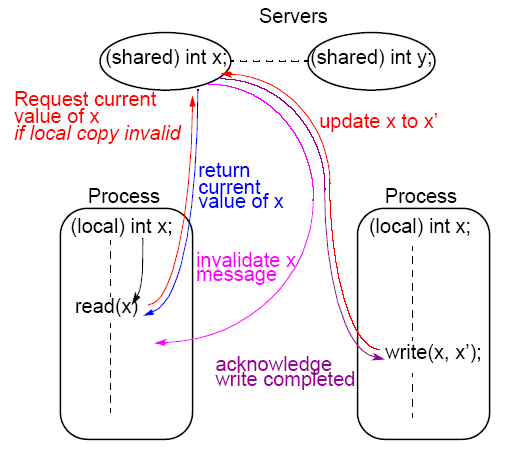 Servers
(shared) int x;
(shared) int y;
Request current
value of x
if local copy invalid
update x to x’
return
current
value of x
Process
Process
(local) int x;
(local) int x;
invalidate x
message
read(x)
write(x, x’);
acknowledge
write completed